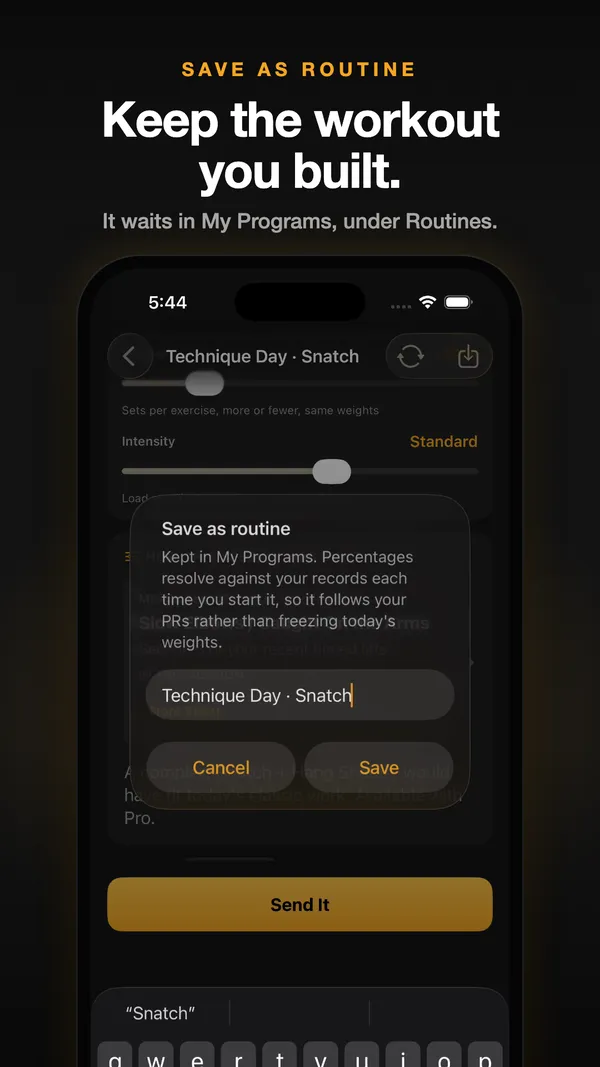 SAVE AS ROUTINE
Keep the workout
you built.
It waits in My Programs, under Routines.
5:44
Technique Day · Snatch
Sets per exercise, more or fewer, same weights
Intensity
Standard
Load
Save as routine
Kept in My Programs. Percentages
resolve against your records each
time you start it, so it follows your
PRs rather than freezing today's
weights.
Technique Day · Snatch
Cancel
Save
Pro.
Send It
“Snatch”
q w e r t y u i o p